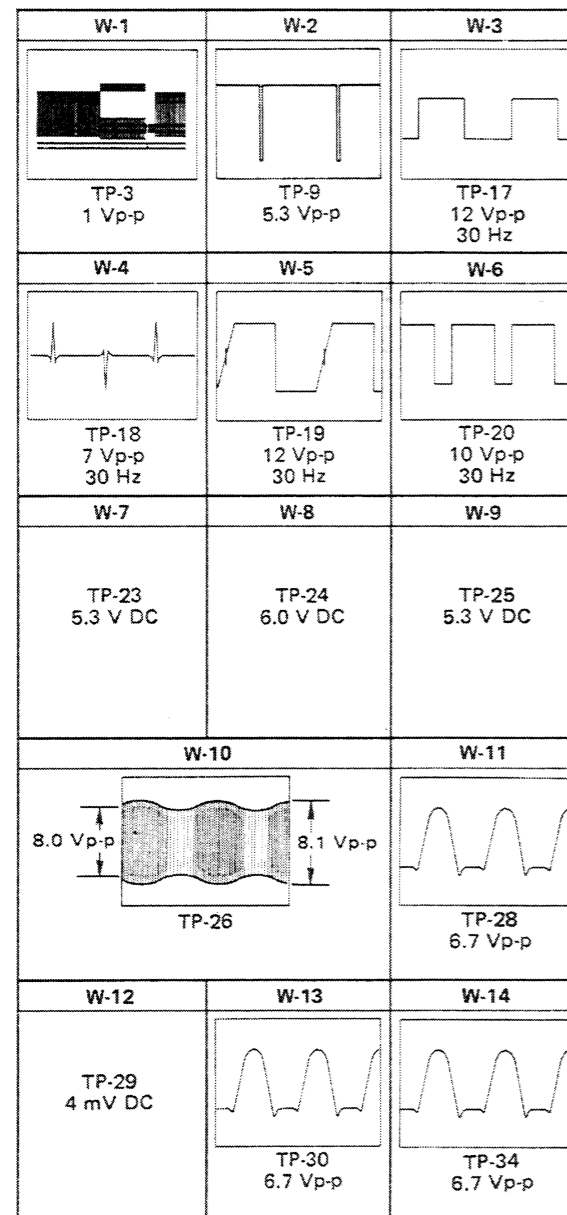 W-1
W-2
W-3
TP-3
1 Vp-p
TP-9
5.3 Vp-p
TP-17
12 Vp-p
30 Hz
W-4
W-5
W-6
TP-18
7 Vp-p
30 Hz
TP-19
12 Vp-p
30 Hz
TP-20
10 Vp-p
30 Hz
W-7
W-8
W-9
TP-23
5.3 V DC
TP-24
6.0 V DC
TP-25
5.3 V DC
W-10
W-11
8.0 Vp-p
8.1 Vp-p
TP-26
TP-28
6.7 Vp-p
W-12
W-13
W-14
TP-29
4 mV DC
TP-30
6.7 Vp-p
TP-34
6.7 Vp-p